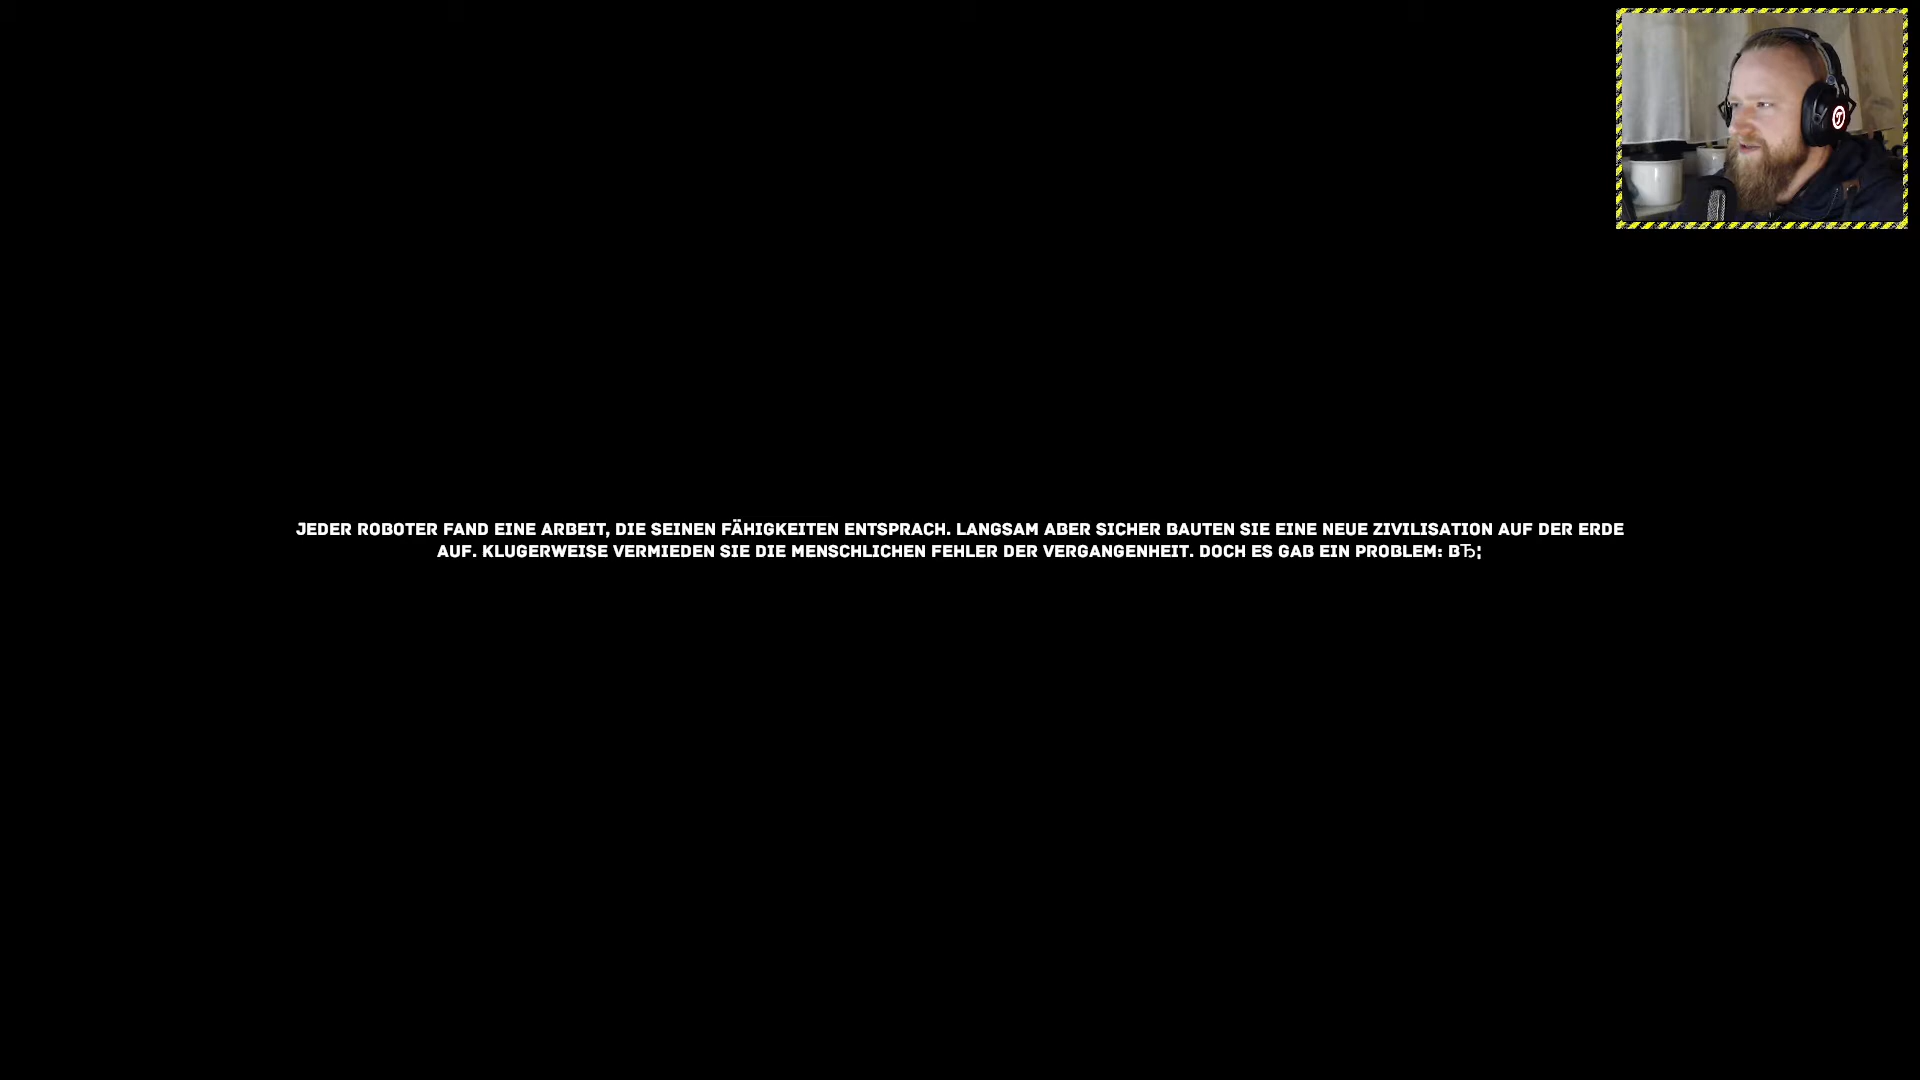 JEDER ROBOTER FAND EINE ARBEIT, DIE SEINEN FÄHIGKEITEN ENTSPRACH. LANGSAM ABER SICHER BAUTEN SIE EINE NEUE ZIVILISATION AUF DER ERDE
AUF. KLUGERWEISE VERMIEDEN SIE DIE MENSCHLICHEN FEHLER DER VERGANGENHEIT. DOCH ES GAB EIN PROBLEM: ВЂ¦